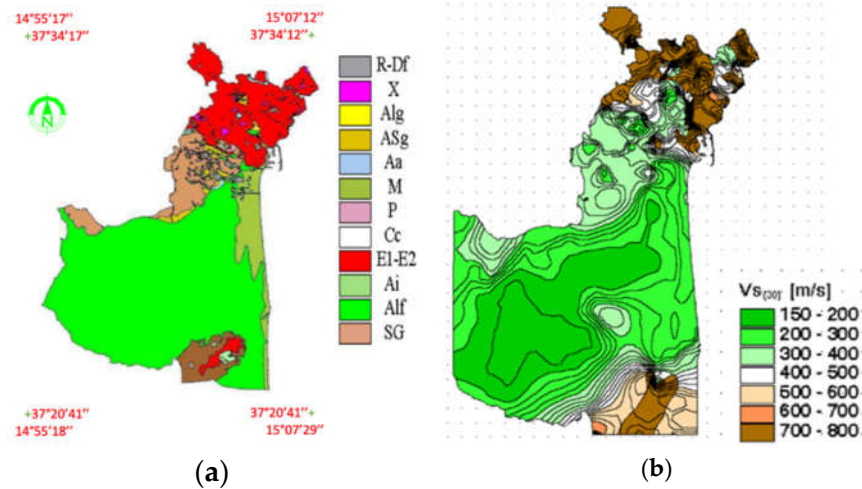 14°55’17’’
+37°34’17’’
15°07’12’’
37°34’12’’+
N
R-Df
X
Alg
ASg
Aa
M
P
Cc
E1-E2
Ai
Alf
SG
+37°20’41’’
14°55’18’’
37°20’41’’+
15°07’29’’
(a)
Vs[30] [m/s]
150 - 200
200 - 300
300 - 400
400 - 500
500 - 600
600 - 700
700 - 800
(b)